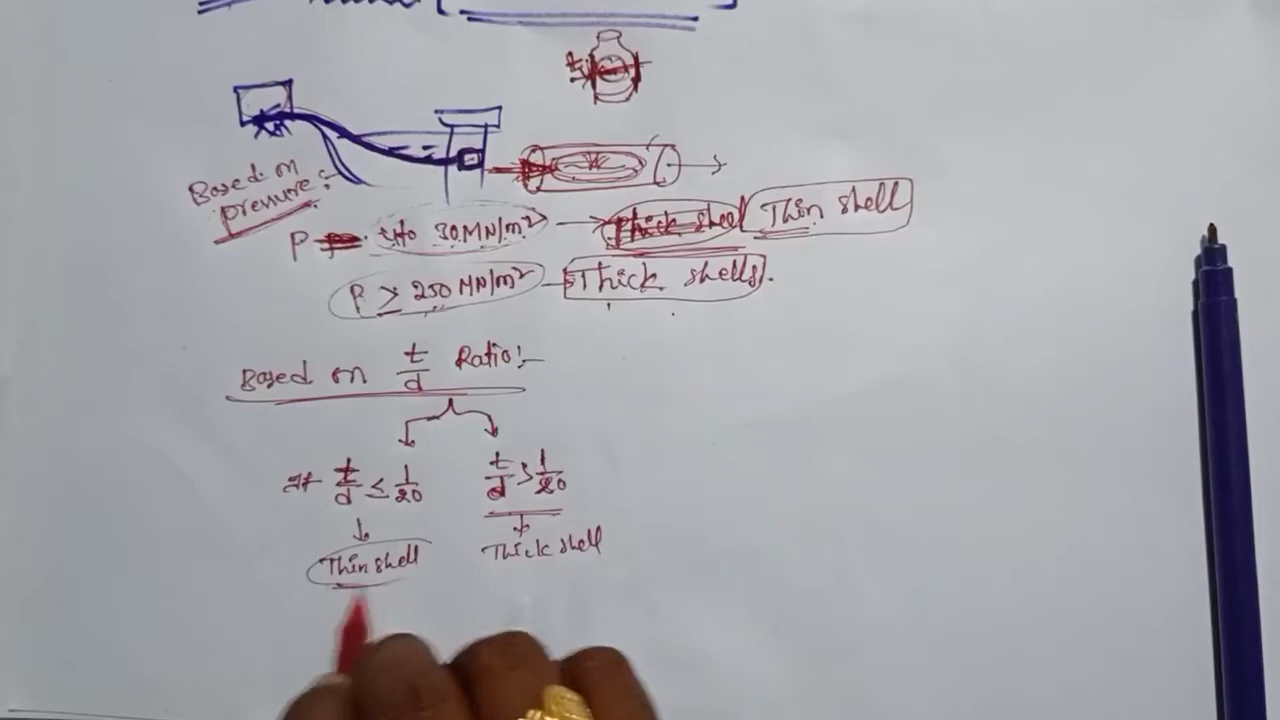 t
Based on
pressure:-
P upto 30MN/m² → Thick shell Thin shell
P ≥ 250 MN/m² → Thick shells.
Based on t/d Ratio:-
If t/d ≤ 1/20 t/d > 1/20
Thin shell Thick shell